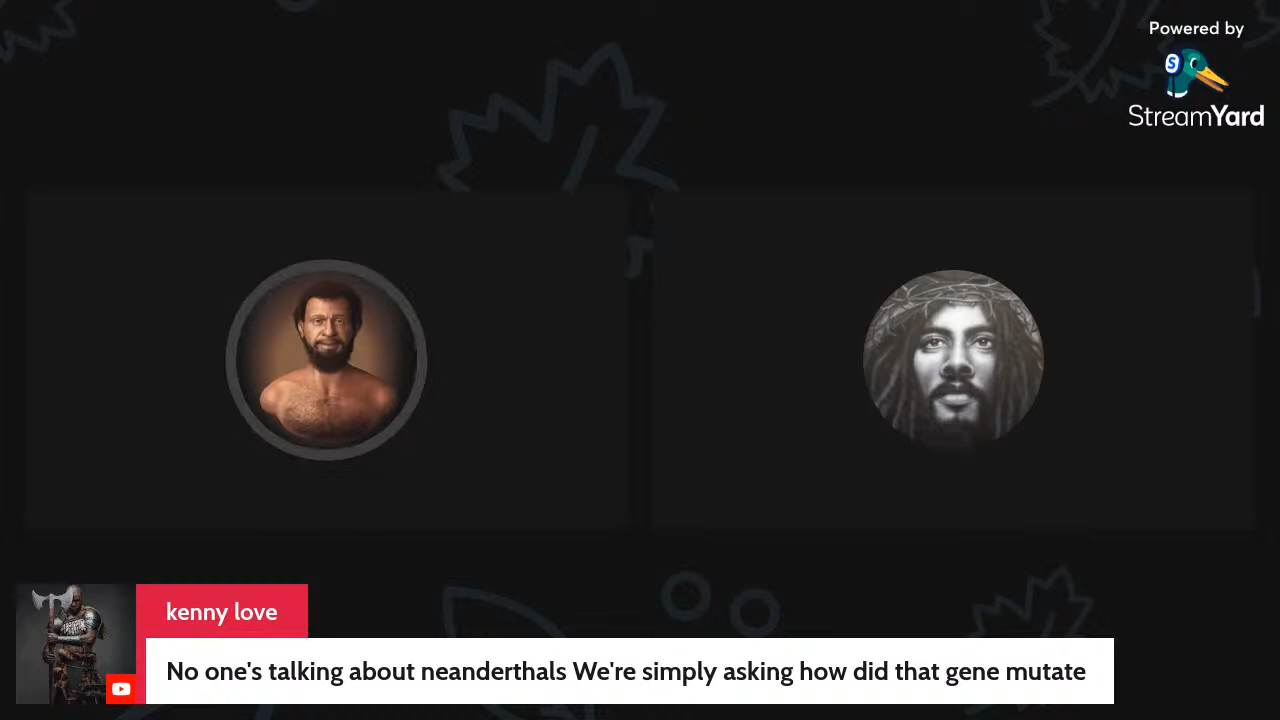 Powered by
S
StreamYard
kenny love
No one's talking about neanderthals We're simply asking how did that gene mutate